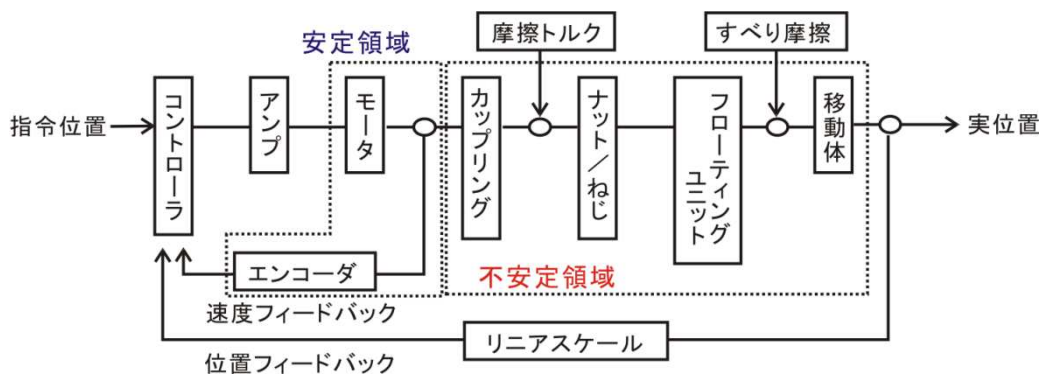 摩擦トルク
すべり摩擦
安定領域
指令位置
コントローラ
アンプ
モータ
カップリング
ナット／ねじ
フローティング
ユニット
移動体
実位置
エンコーダ
不安定領域
速度フィードバック
リニアスケール
位置フィードバック